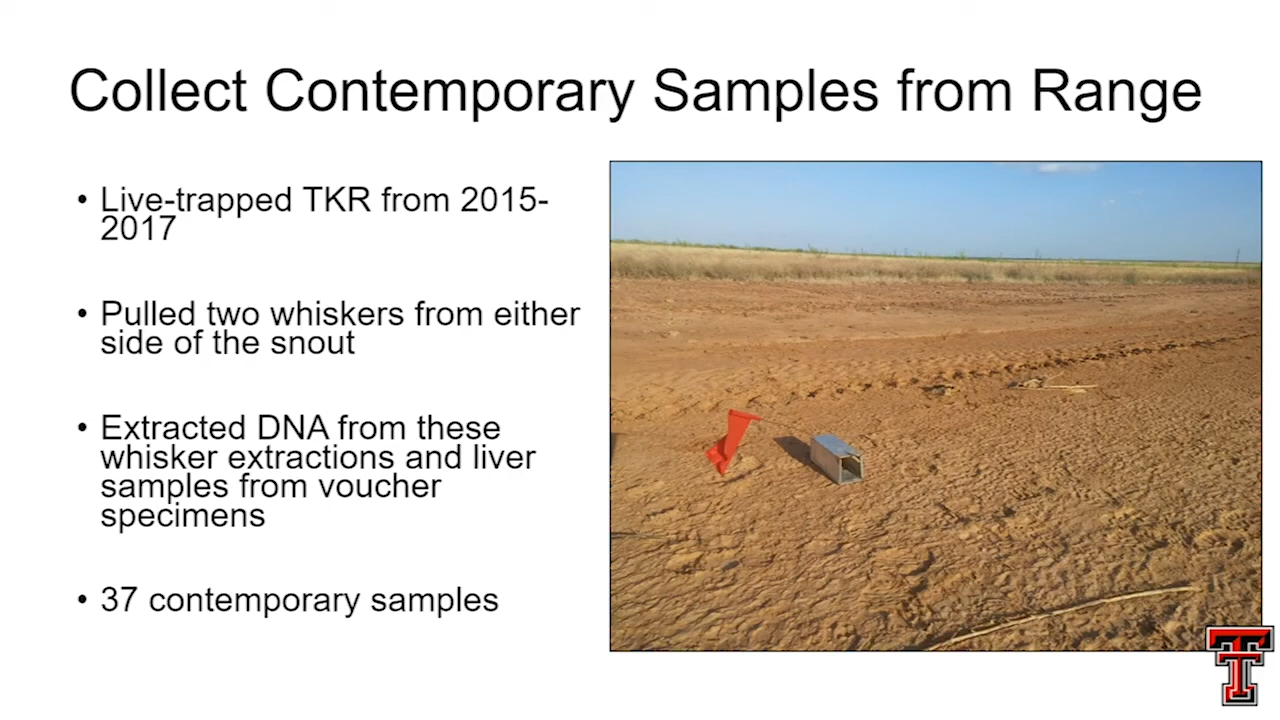 Collect Contemporary Samples from Range
• Live-trapped TKR from 2015-
2017
• Pulled two whiskers from either
side of the snout
• Extracted DNA from these
whisker extractions and liver
samples from voucher
specimens
• 37 contemporary samples